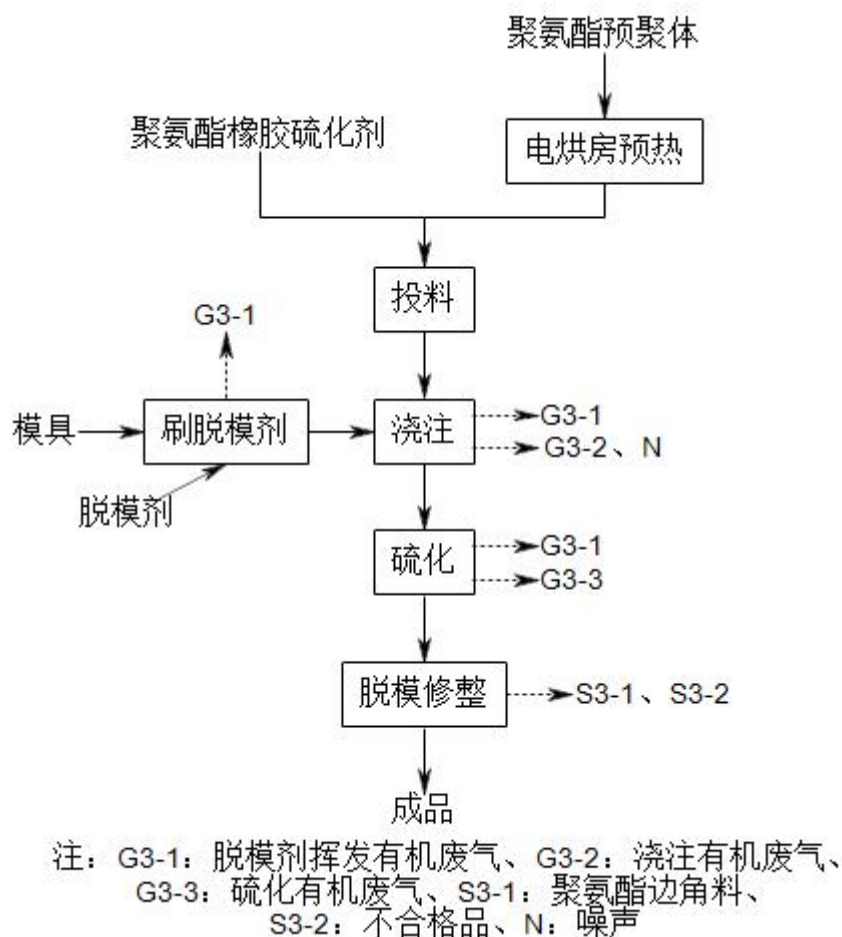 聚氨酯预聚体
聚氨酯橡胶硫化剂
电烘房预热
投料
G3-1
模具
刷脱模剂
浇注
G3-1
G3-2、N
脱模剂
硫化
G3-1
G3-3
脱模修整
S3-1、S3-2
成品
注：G3-1：脱模剂挥发有机废气、G3-2：浇注有机废气、
G3-3：硫化有机废气、S3-1：聚氨酯边角料、
S3-2：不合格品、N：噪声